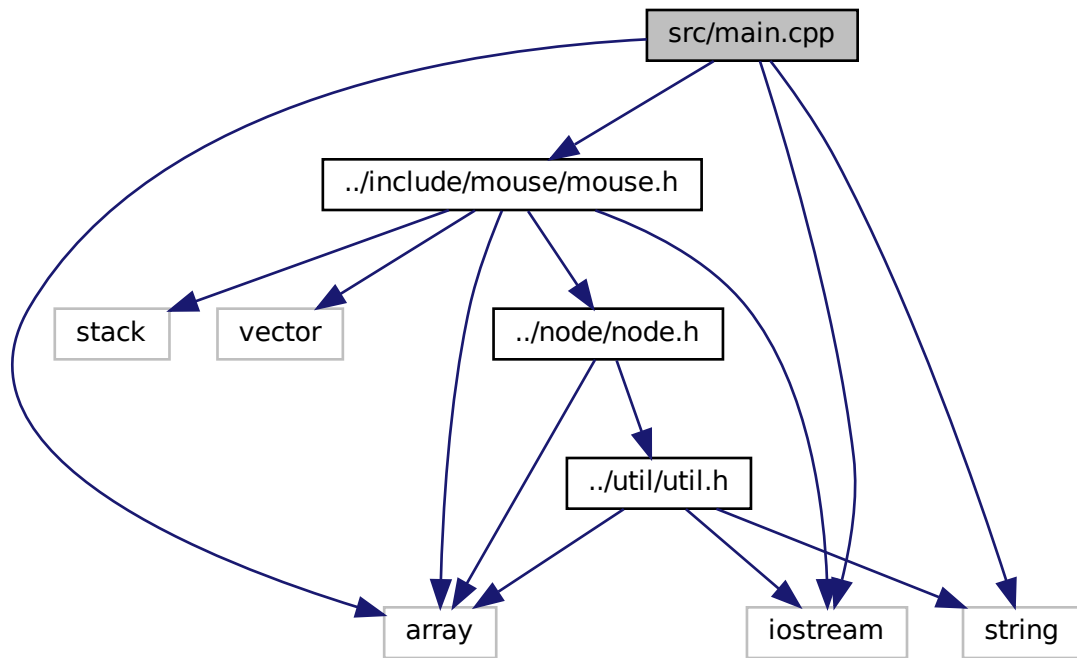 src/main.cpp
../include/mouse/mouse.h
stack
vector
../node/node.h
../util/util.h
array
iostream
string